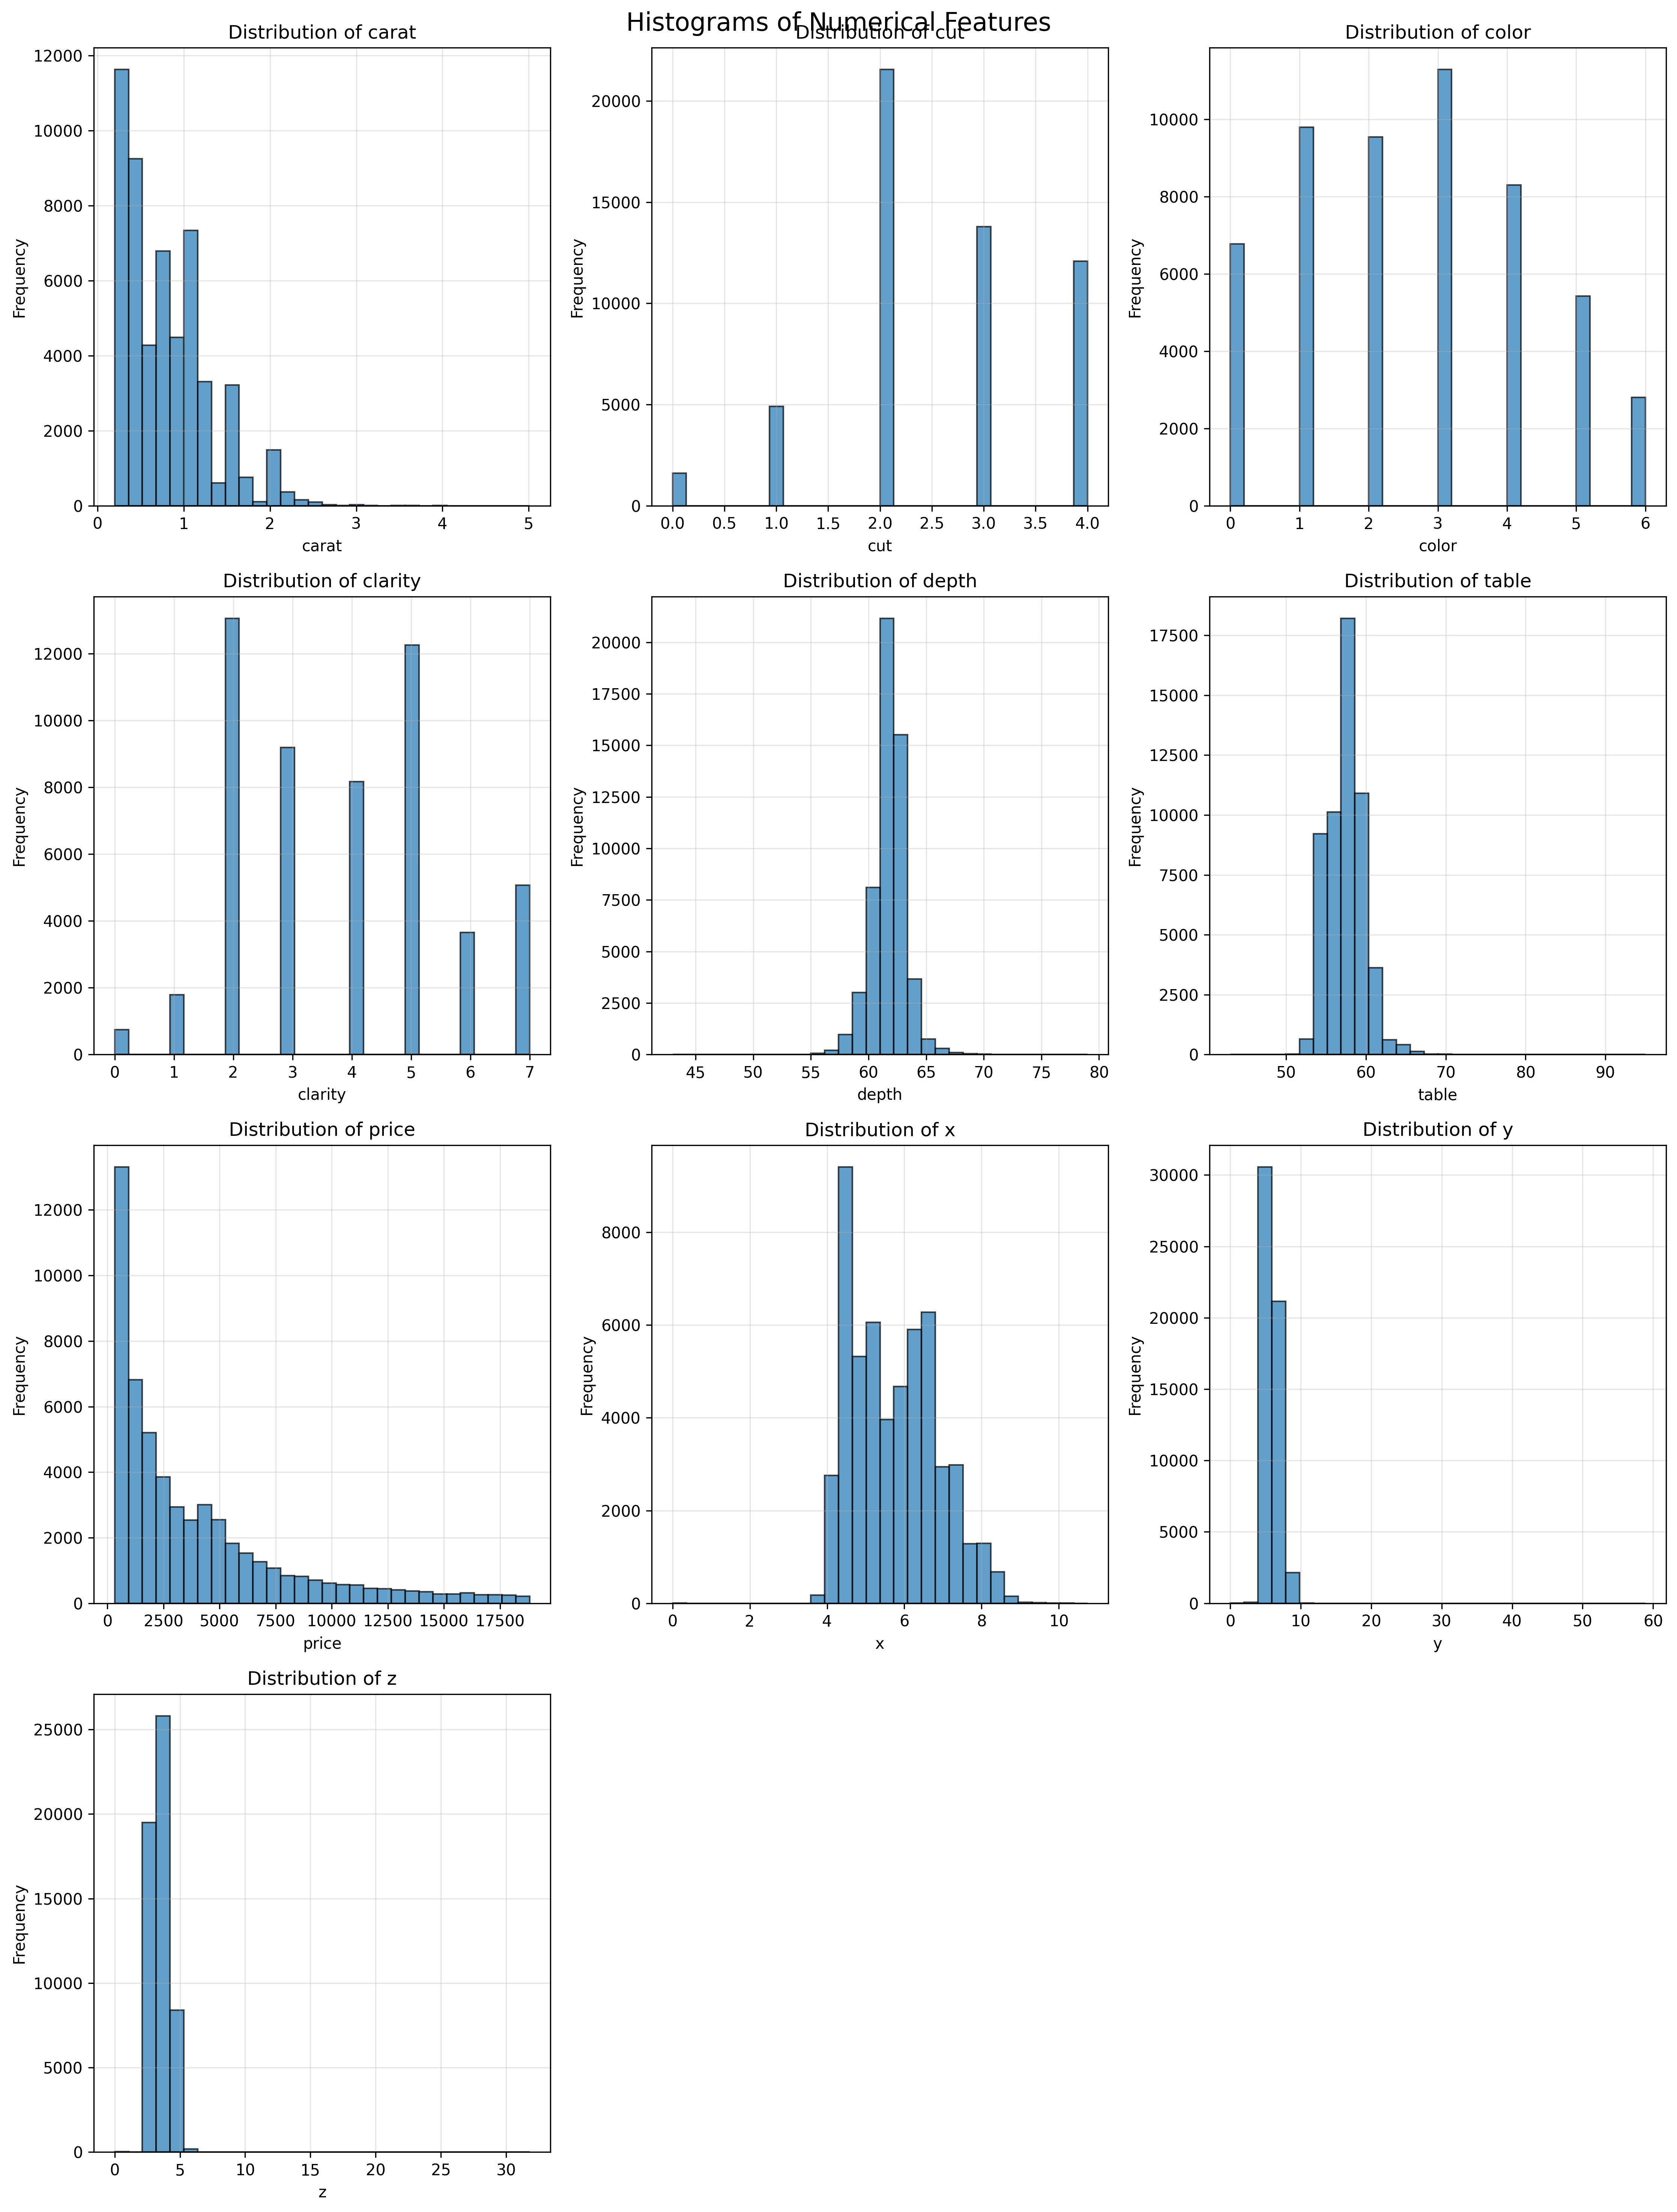 Histograms of Numerical Features
Distribution of carat
Distribution of cut
Distribution of color
12000
10000
8000
6000
4000
2000
0
Frequency
0 1 2 3 4 5
carat
20000
15000
10000
5000
0
Frequency
0.0 0.5 1.0 1.5 2.0 2.5 3.0 3.5 4.0
cut
10000
8000
6000
4000
2000
0
Frequency
0 1 2 3 4 5 6
color
Distribution of clarity
12000
10000
8000
6000
4000
2000
0
Frequency
0 1 2 3 4 5 6 7
clarity
Distribution of depth
20000
17500
15000
12500
10000
7500
5000
2500
0
Frequency
45 50 55 60 65 70 75 80
depth
Distribution of table
17500
15000
12500
10000
7500
5000
2500
0
Frequency
50 60 70 80 90
table
Distribution of price
12000
10000
8000
6000
4000
2000
0
Frequency
0 2500 5000 7500 10000 12500 15000 17500
price
Distribution of x
8000
6000
4000
2000
0
Frequency
0 2 4 6 8 10
x
Distribution of y
30000
25000
20000
15000
10000
5000
0
Frequency
0 10 20 30 40 50 60
y
Distribution of z
25000
20000
15000
10000
5000
0
Frequency
0 5 10 15 20 25 30
z